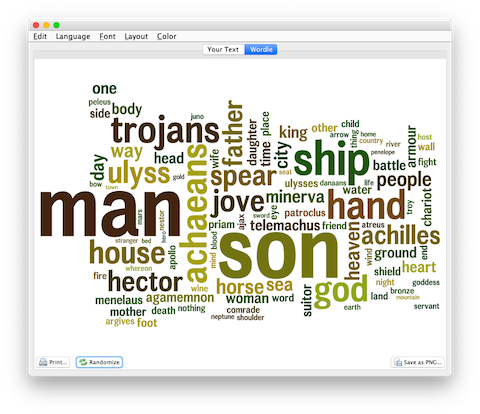 Edit Language Font Layout Color
Your Text Wordle
one
peleus
side
body
juno
trojans
father
daughter
time
place
child
arrow
thing
home
country
king
other
river
penelope
armour
host
wall
fight
way
head
day
ulyss
gold
bow
town
achaeans
wife
spear
seat
city
ship
battle
people
ulysses
danaans
life
water
minerva
eye
jove
sword
patroclus
hand
troy
chariot
man
mars
nestor
hero
priam
ajax
telemachus
friend
atreus
achilles
stranger
bed
house
whereon
apollo
mind
blood
son
heaven
wind
ground
end
fire
hector
wine
horse
sea
shield
heart
night
goddess
bronze
mountain
menelaus
agamemnon
woman
word
suitor
god
land
earth
servant
mother
death
nothing
comrade
argives
foot
neptune
shoulder
Print... Randomize Save as PNG...